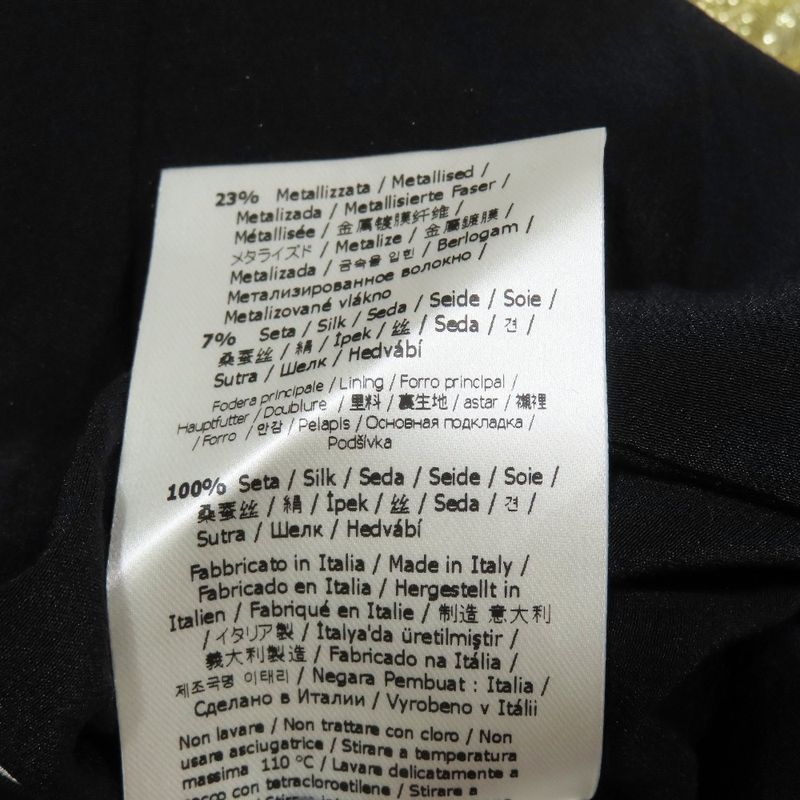 23% Metallizzata / Metallised /
Metalizada / Metallisierte Faser /
Métallisée / 金属镀膜纤维 /
メタライズド / Metalize / 金屬鍍膜 /
Metalizada / 금속을 입힌 / Berlogam /
Метализированное волокно /
Metalizované vlákno
7% Seta / Silk / Seda / Seide / Soie /
桑蚕丝 / 絹 / İpek / 丝 / Seda / 견 /
Sutra / Шелк / Hedvábí
Fodera principale / Lining / Forro principal /
Hauptfutter / Doublure / 里料 / 裏生地 / astar / 襯裡
/ Forro / 안감 / Pelapis / Основная подкладка /
Podšívka
100% Seta / Silk / Seda / Seide / Soie /
桑蚕丝 / 絹 / İpek / 丝 / Seda / 견 /
Sutra / Шелк / Hedvábí
Fabbricato in Italia / Made in Italy /
Fabricado en Italia / Hergestellt in
Italien / Fabriqué en Italie / 制造 意大利
/ イタリア製 / İtalya'da üretilmiştir /
義大利製造 / Fabricado na Itália /
제조국명 이태리 / Negara Pembuat : Italia /
Сделано в Италии / Vyrobeno v Itálii
Non lavare / Non trattare con cloro / Non
usare asciugatrice / Stirare a temperatura
massima 110 °C / Lavare delicatamente a
secco con tetracloroetilene / Stirare a